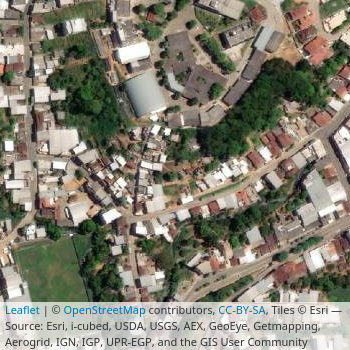 Leaflet | © OpenStreetMap contributors, CC-BY-SA, Tiles © Esri —
Source: Esri, i-cubed, USDA, USGS, AEX, GeoEye, Getmapping,
Aerogrid, IGN, IGP, UPR-EGP, and the GIS User Community